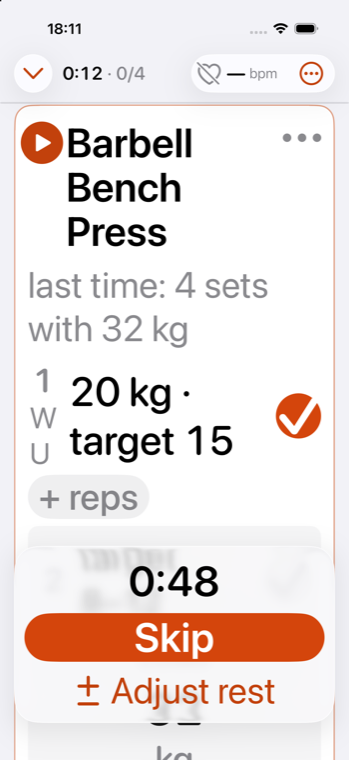 18:11
0:12 · 0/4
— bpm
Barbell
Bench
Press
last time: 4 sets
with 32 kg
1
W
U
20 kg ·
target 15
+ reps
0:48
Skip
± Adjust rest
kg